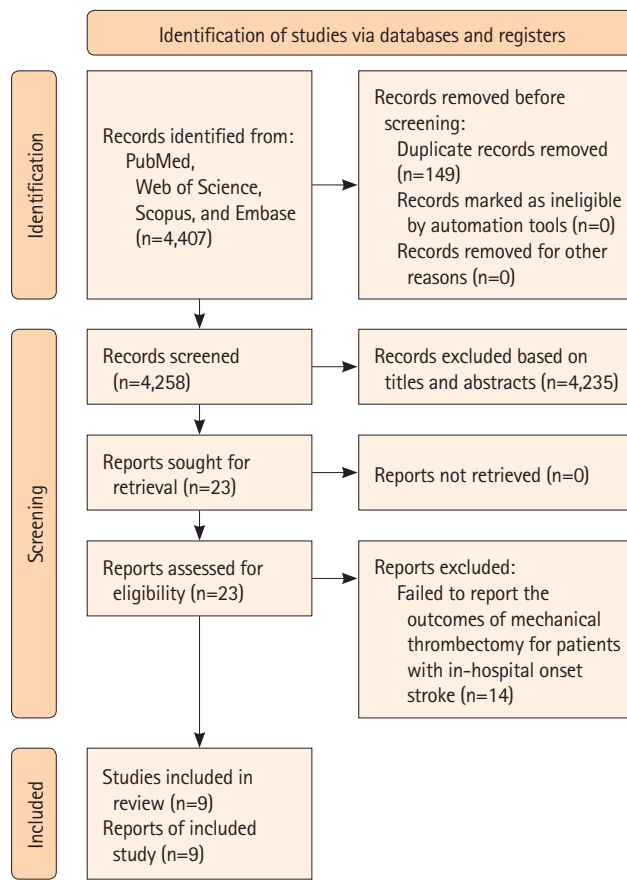 Identification of studies via databases and registers
Identification
Records identified from:
PubMed,
Web of Science,
Scopus, and Embase
(n=4,407)
Records removed before
screening:
Duplicate records removed
(n=149)
Records marked as ineligible
by automation tools (n=0)
Records removed for other
reasons (n=0)
Screening
Records screened
(n=4,258)
Records excluded based on
titles and abstracts (n=4,235)
Reports sought for
retrieval (n=23)
Reports not retrieved (n=0)
Reports assessed for
eligibility (n=23)
Reports excluded:
Failed to report the
outcomes of mechanical
thrombectomy for patients
with in-hospital onset
stroke (n=14)
Included
Studies included in
review (n=9)
Reports of included
study (n=9)